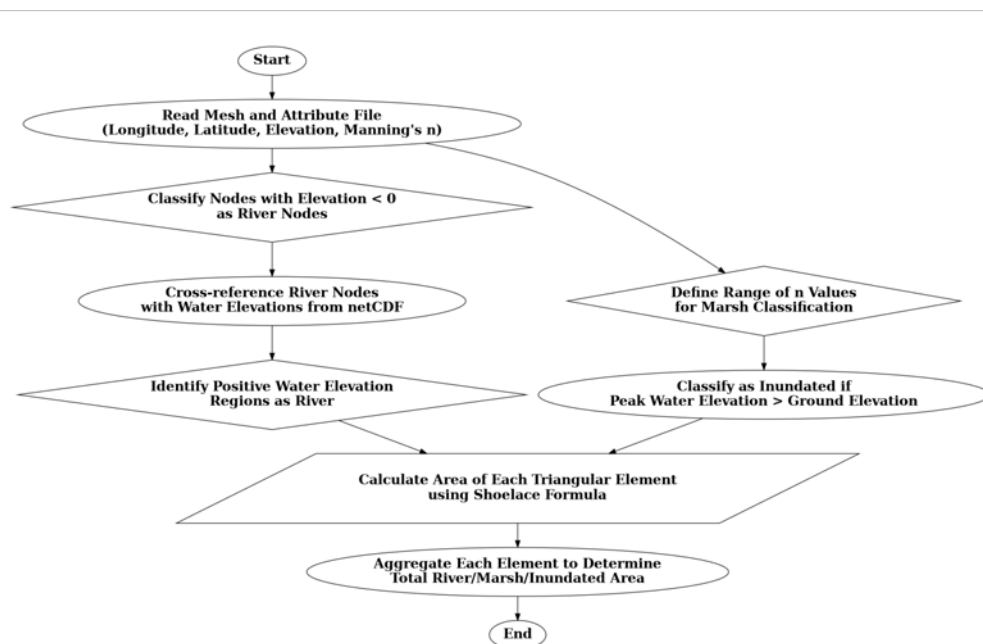 Start
Read Mesh and Attribute File
(Longitude, Latitude, Elevation, Manning's n)
Classify Nodes with Elevation < 0
as River Nodes
Cross-reference River Nodes
with Water Elevations from netCDF
Define Range of n Values
for Marsh Classification
Identify Positive Water Elevation
Regions as River
Classify as Inundated if
Peak Water Elevation > Ground Elevation
Calculate Area of Each Triangular Element
using Shoelace Formula
Aggregate Each Element to Determine
Total River/Marsh/Inundated Area
End